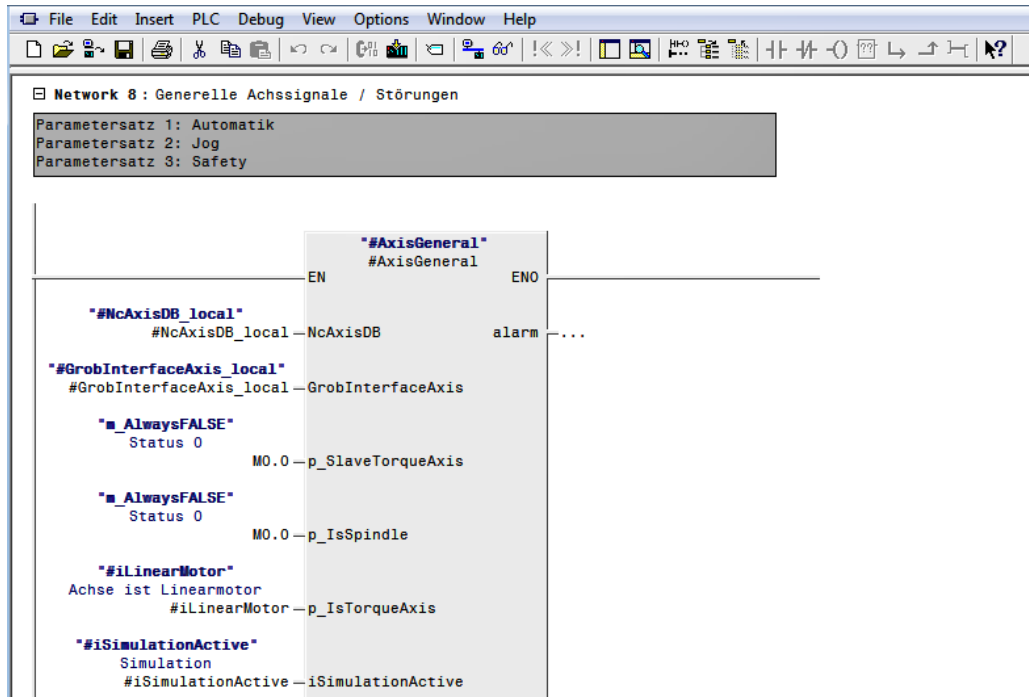 File Edit Insert PLC Debug View Options Window Help
Network 8 : Generelle Achssignale / Störungen
Parametersatz 1: Automatik
Parametersatz 2: Jog
Parametersatz 3: Safety
"#AxisGeneral"
#AxisGeneral
EN ENO
"#NcAxisDB_local"
#NcAxisDB_local NcAxisDB alarm ...
"#GrobInterfaceAxis_local"
#GrobInterfaceAxis_local GrobInterfaceAxis
"m_AlwaysFALSE"
Status 0
M0.0 p_SlaveTorqueAxis
"m_AlwaysFALSE"
Status 0
M0.0 p_IsSpindle
"#iLinearMotor"
Achse ist Linearmotor
#iLinearMotor p_IsTorqueAxis
"#iSimulationActive"
Simulation
#iSimulationActive iSimulationActive